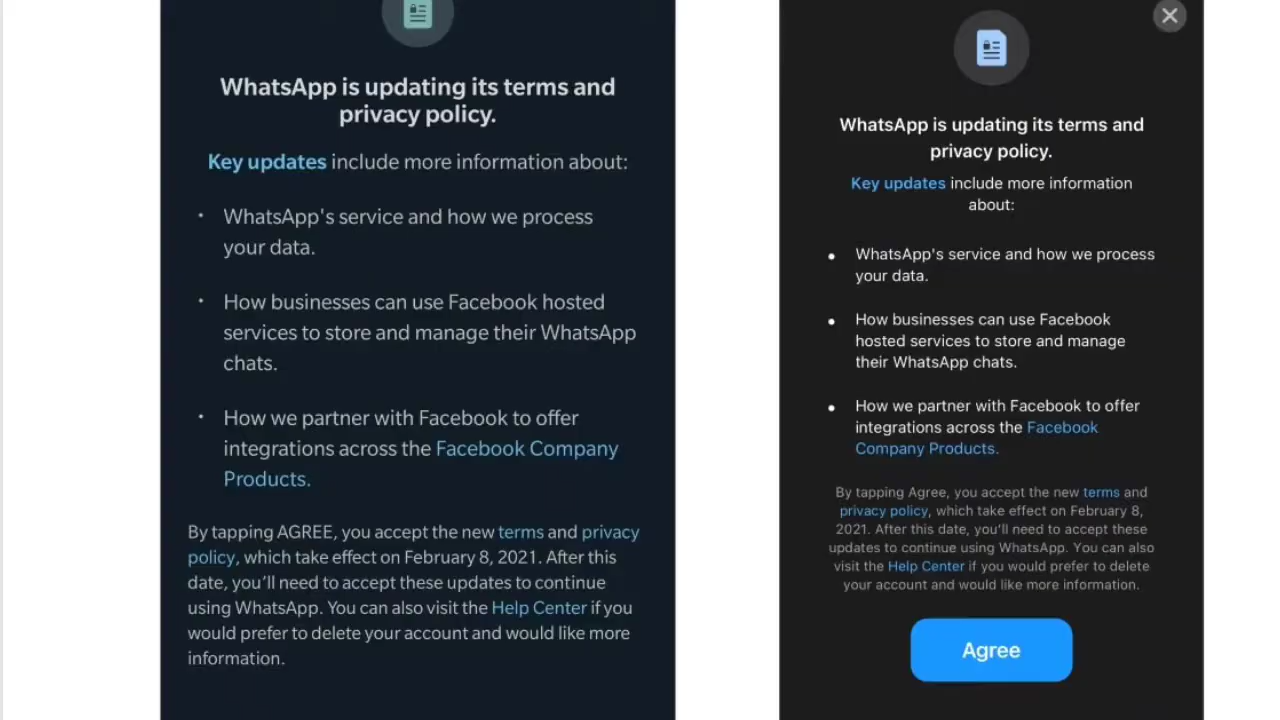 WhatsApp is updating its terms and
privacy policy.
Key updates include more information about:
· WhatsApp's service and how we process
your data.
· How businesses can use Facebook hosted
services to store and manage their WhatsApp
chats.
· How we partner with Facebook to offer
integrations across the Facebook Company
Products.
By tapping AGREE, you accept the new terms and privacy
policy, which take effect on February 8, 2021. After this
date, you’ll need to accept these updates to continue
using WhatsApp. You can also visit the Help Center if you
would prefer to delete your account and would like more
information.
WhatsApp is updating its terms and
privacy policy.
Key updates include more information
about:
• WhatsApp's service and how we process
your data.
• How businesses can use Facebook
hosted services to store and manage
their WhatsApp chats.
• How we partner with Facebook to offer
integrations across the Facebook
Company Products.
By tapping Agree, you accept the new terms and
privacy policy, which take effect on February 8,
2021. After this date, you’ll need to accept these
updates to continue using WhatsApp. You can also
visit the Help Center if you would prefer to delete
your account and would like more information.
Agree